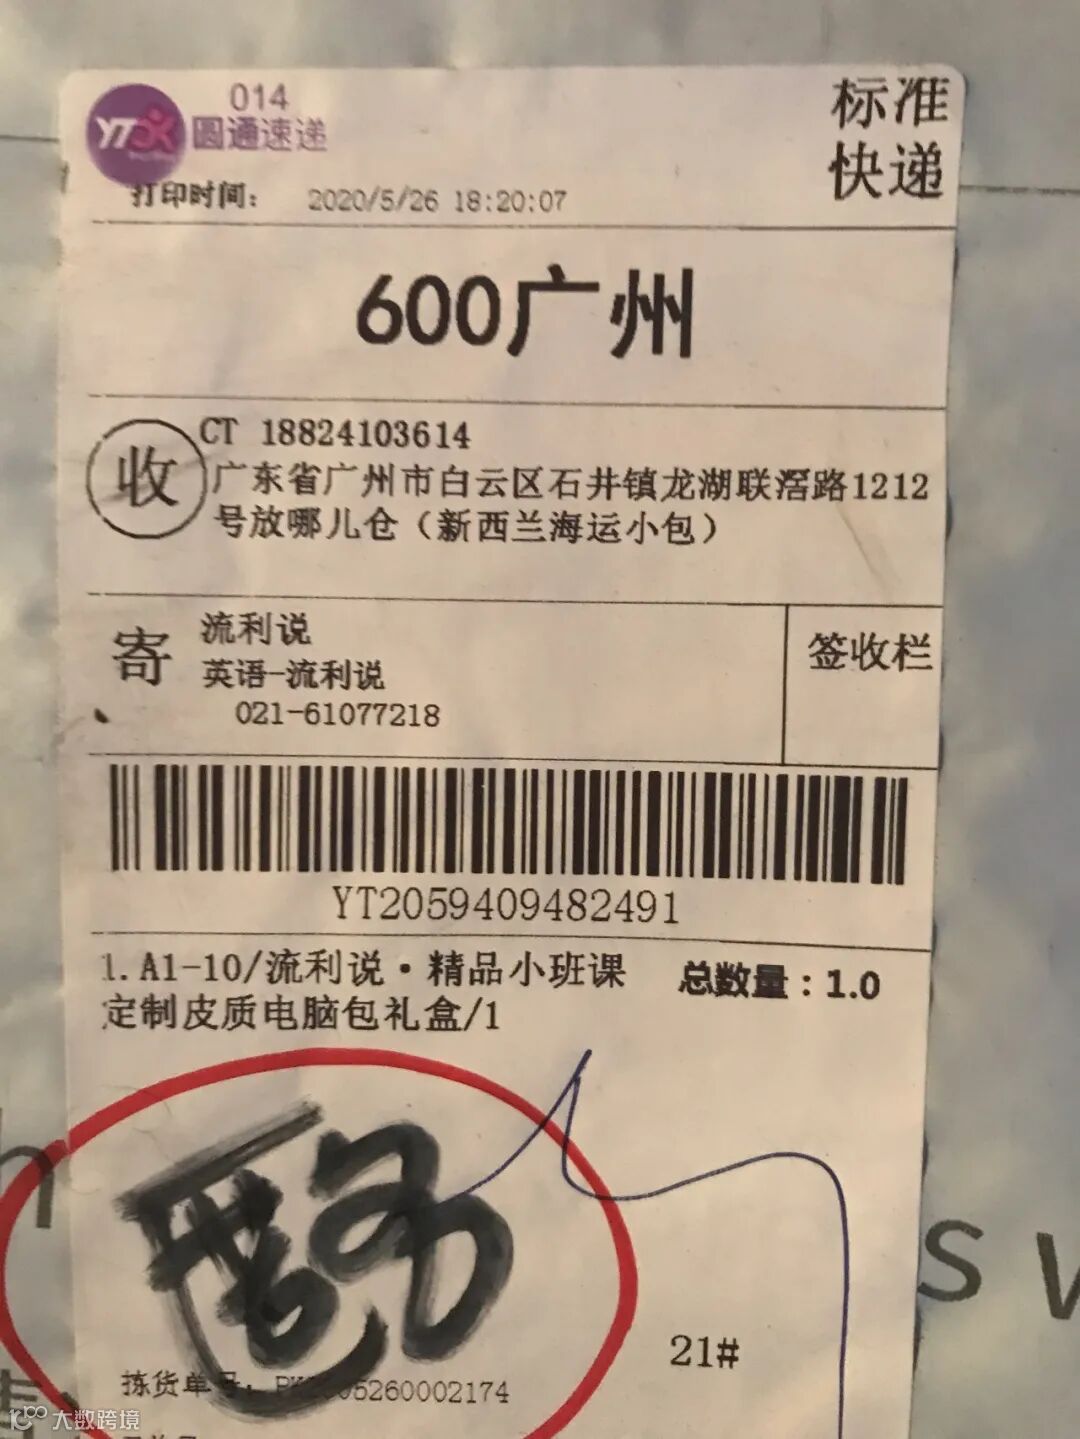 014
YTO 圆通速递
标准
快递
打印时间: 2020/5/26 18:20:07
600广州
收
CT 18824103614
广东省广州市白云区石井镇龙湖联滘路1212
号放哪儿仓（新西兰海运小包）
寄
流利说
英语-流利说
021-61077218
签收栏
YT2059409482491
1.A1-10/流利说·精品小班课
定制皮质电脑包礼盒/1
总数量：1.0
21#
拣货单号: 05260002174
h
s
大数跨境